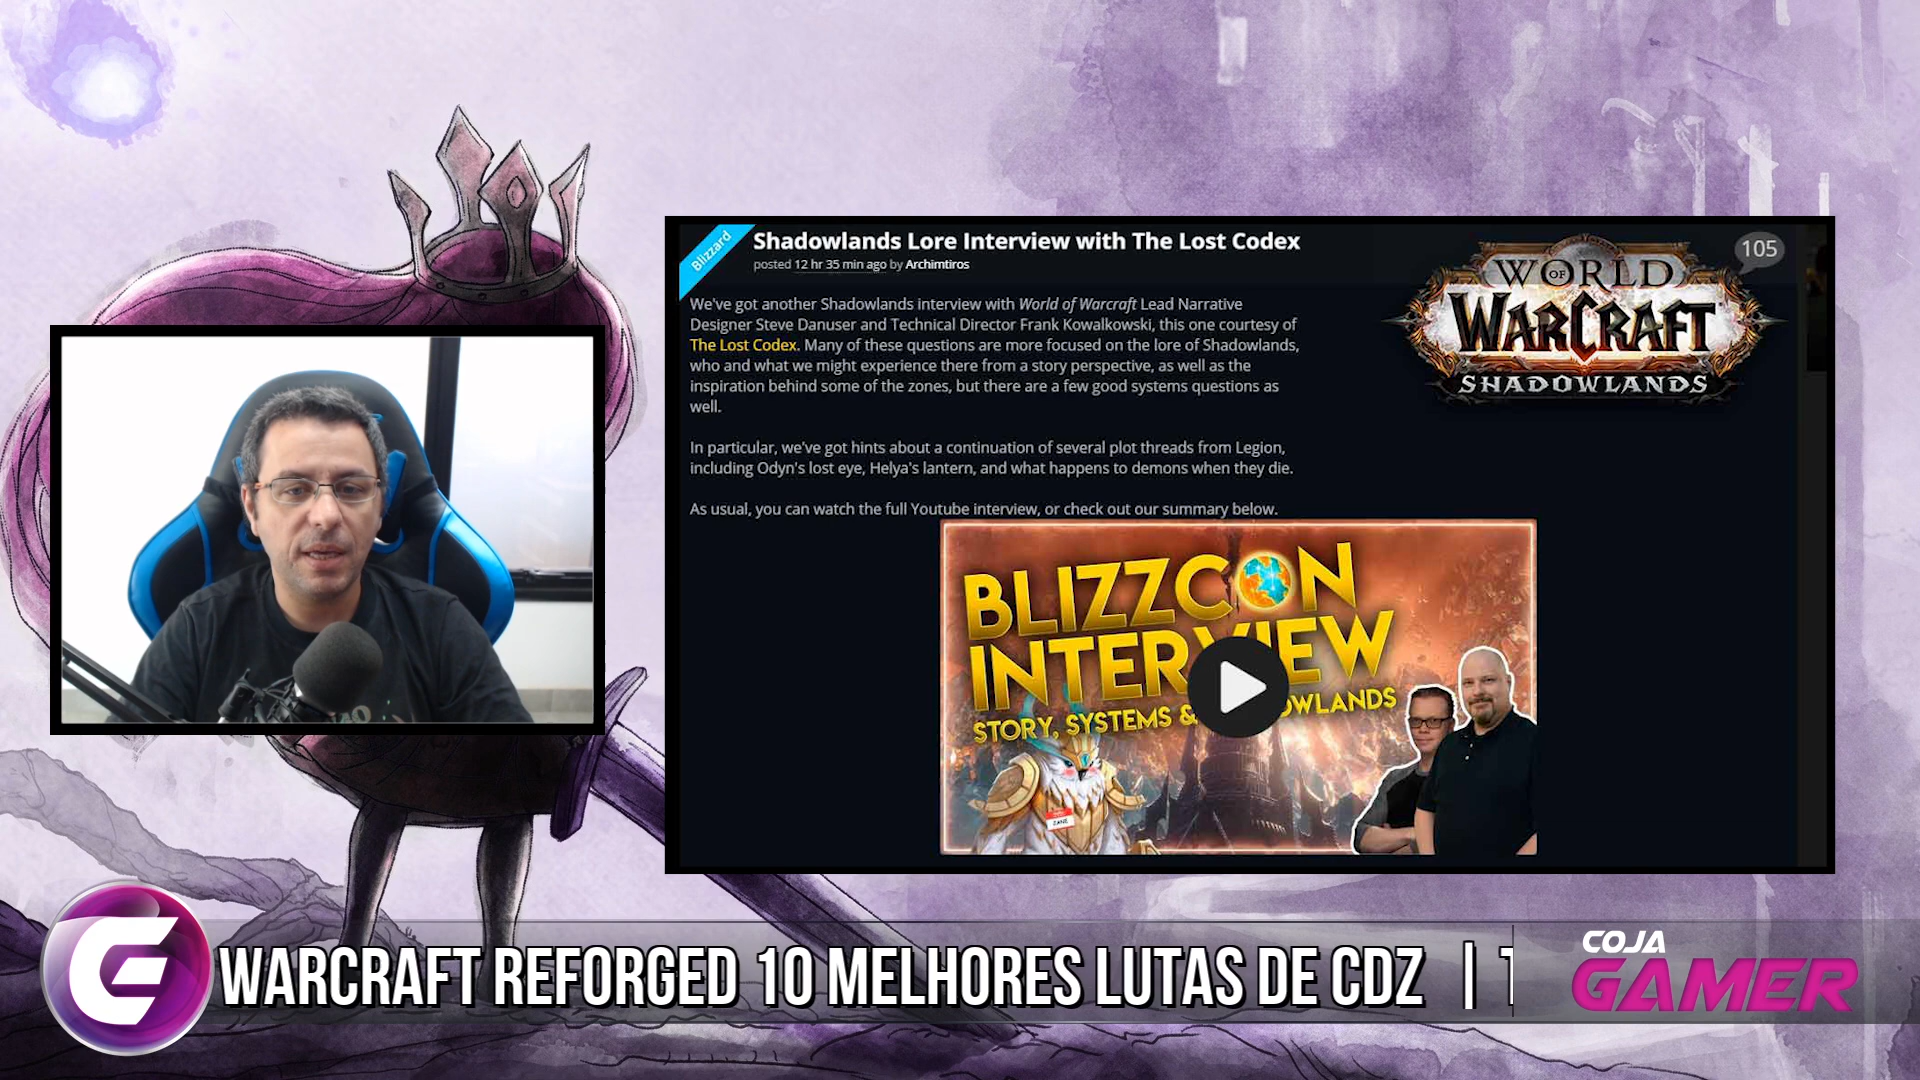 Blizzard
Shadowlands Lore Interview with The Lost Codex
posted 12 hr 35 min ago by Archimtiros
105
WORLD OF WARCRAFT
SHADOWLANDS
We've got another Shadowlands interview with World of Warcraft Lead Narrative
Designer Steve Danuser and Technical Director Frank Kowalkowski, this one courtesy of
The Lost Codex. Many of these questions are more focused on the lore of Shadowlands,
who and what we might experience there from a story perspective, as well as the
inspiration behind some of the zones, but there are a few good systems questions as
well.
In particular, we've got hints about a continuation of several plot threads from Legion,
including Odyn's lost eye, Helya's lantern, and what happens to demons when they die.
As usual, you can watch the full Youtube interview, or check out our summary below.
BLIZZCON
INTERVIEW
STORY, SYSTEMS &
WARCRAFT REFORGED 10 MELHORES LUTAS DE CDZ | T
COJA
GAMER